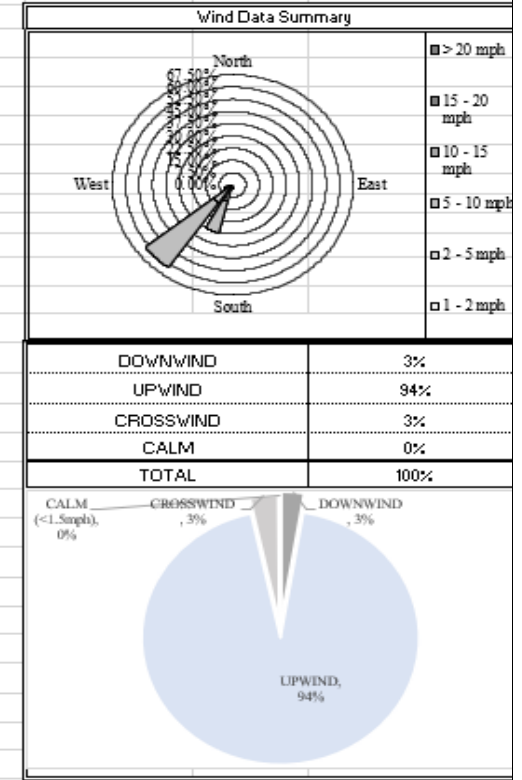 Wind Data Summary
North
67.50%
15.00%
0.00%
West
East
South
> 20 mph
15 - 20
mph
10 - 15
mph
5 - 10 mph
2 - 5 mph
1 - 2 mph
DOWNWIND 3%
UPWIND 94%
CROSSWIND 3%
CALM 0%
TOTAL 100%
CALM
(<1.5mph),
0%
CROSSWIND
, 3%
DOWNWIND
, 3%
UPWIND,
94%